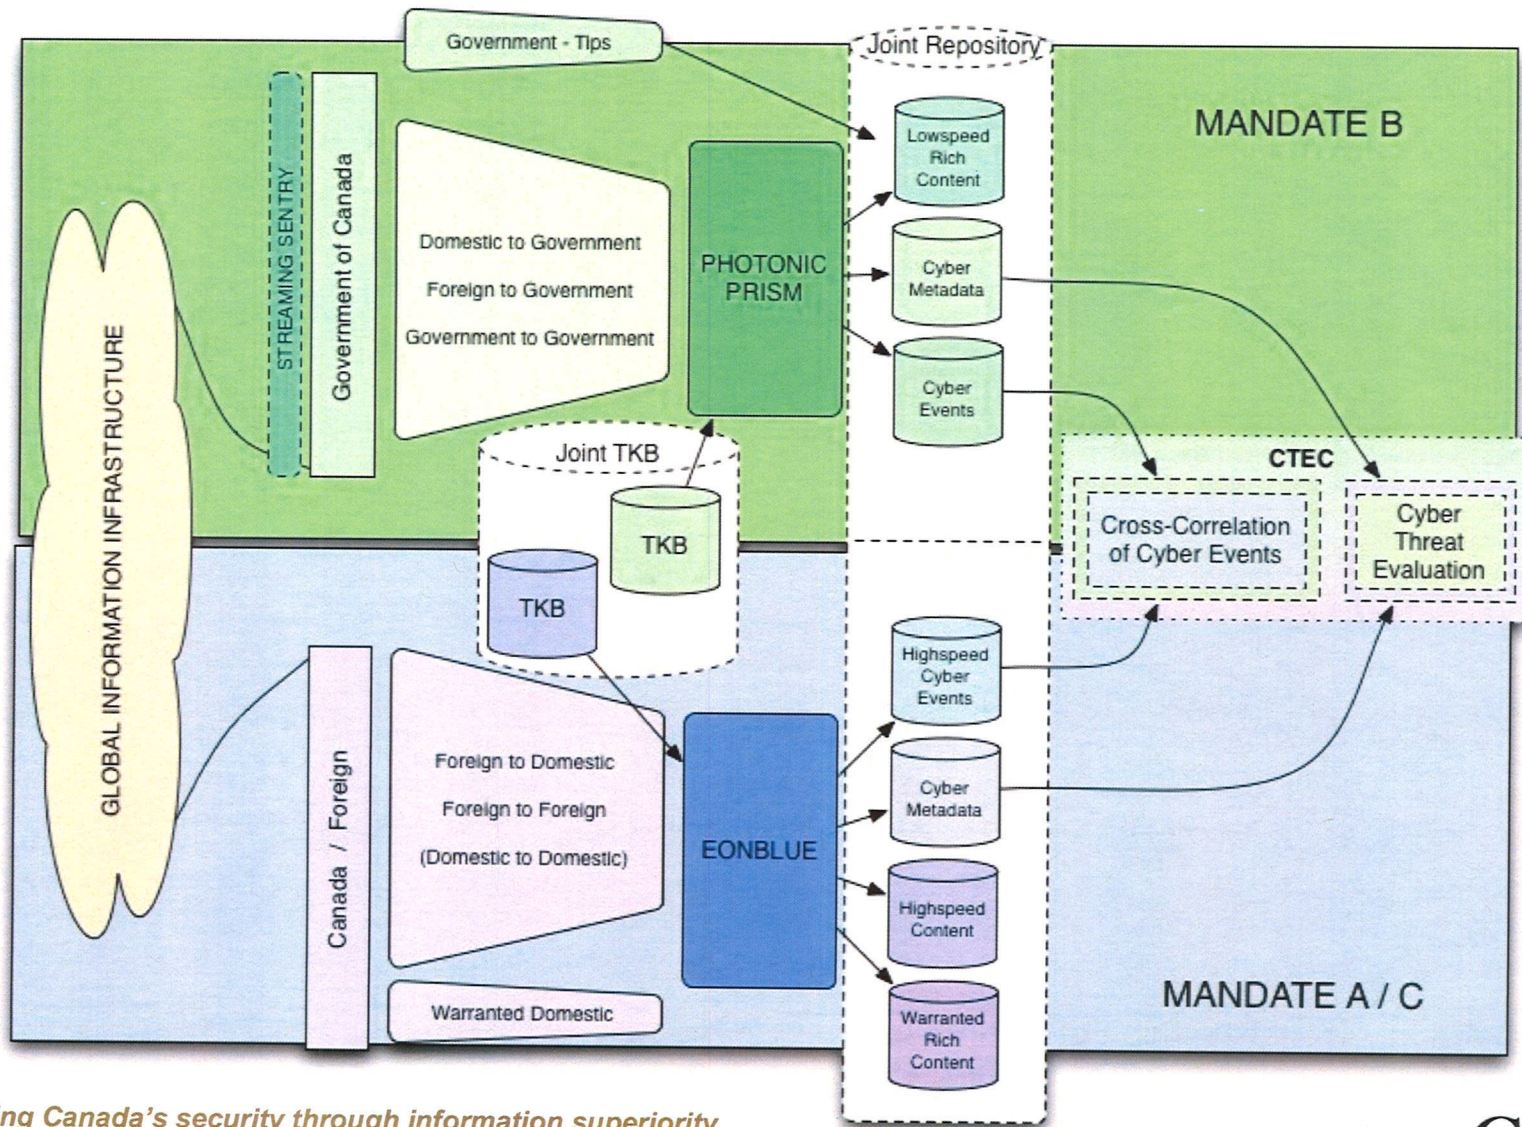 Government - Tips
Joint Repository
MANDATE B
GLOBAL INFORMATION INFRASTRUCTURE
STREAMING SENTRY
Government of Canada
Domestic to Government
Foreign to Government
Government to Government
PHOTONIC
PRISM
Lowspeed
Rich
Content
Cyber
Metadata
Cyber
Events
Joint TKB
TKB
TKB
CTEC
Cross-Correlation
of Cyber Events
Cyber
Threat
Evaluation
Canada / Foreign
Foreign to Domestic
Foreign to Foreign
(Domestic to Domestic)
Warranted Domestic
EONBLUE
Highspeed
Cyber
Events
Cyber
Metadata
Highspeed
Content
Warranted
Rich
Content
MANDATE A / C
Canada's security through information superiority